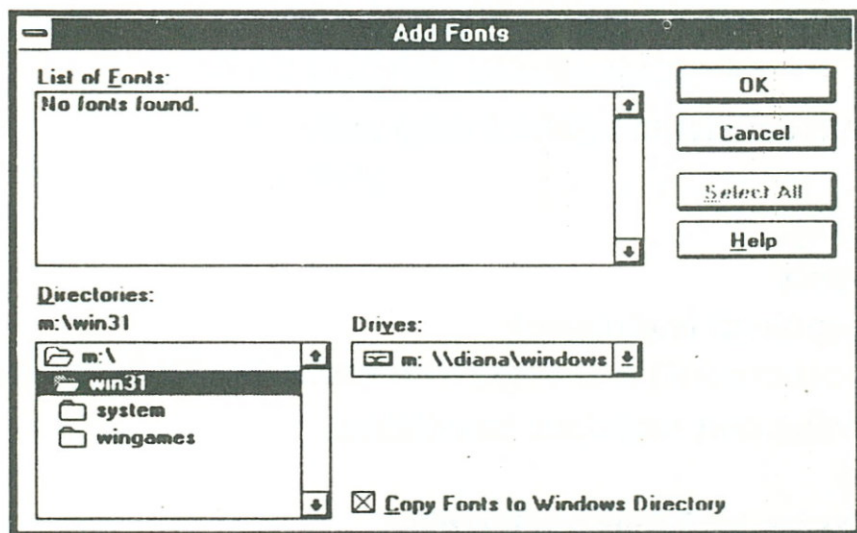 Add Fonts
List of Fonts:
No fonts found.
OK
Cancel
Select All
Help
Directories:
m:\win31
m:\
win31
system
wingames
Drives:
m: \\diana\windows
Copy Fonts to Windows Directory